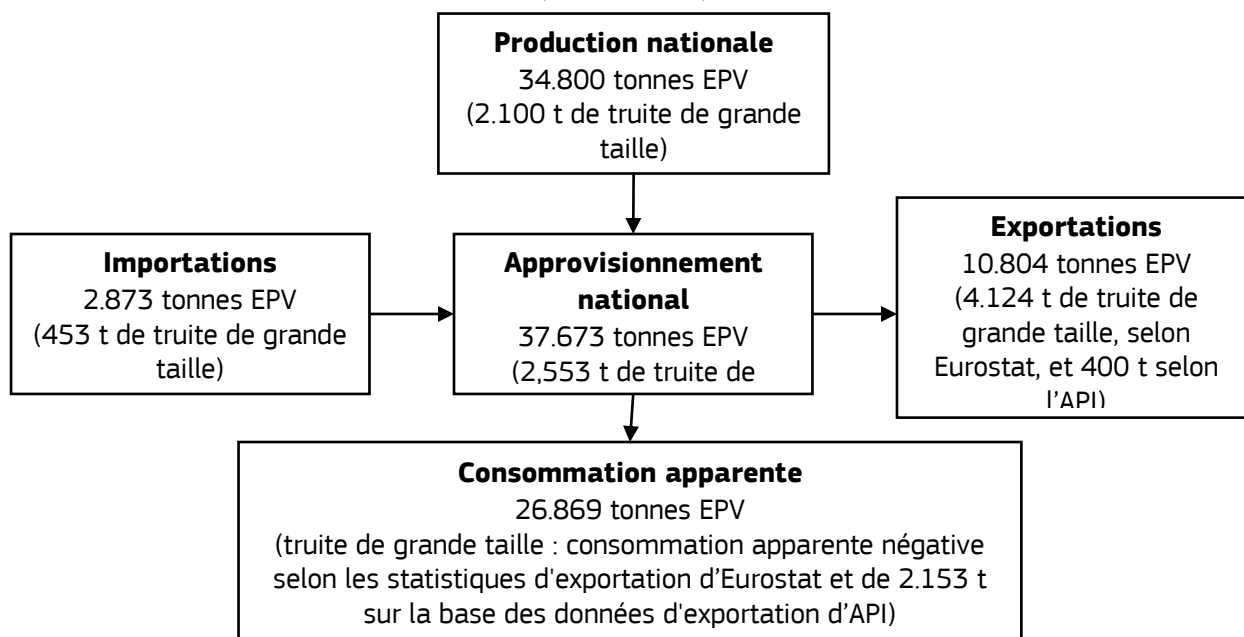 Production nationale
34.800 tonnes EPV
(2.100 t de truite de grande
taille)
Importations
2.873 tonnes EPV
(453 t de truite de grande
taille)
Approvisionnement
national
37.673 tonnes EPV
(2,553 t de truite de
Exportations
10.804 tonnes EPV
(4.124 t de truite de
grande taille, selon
Eurostat, et 400 t selon
l'API)
Consommation apparente
26.869 tonnes EPV
(truite de grande taille : consommation apparente négative
selon les statistiques d'exportation d'Eurostat et de 2.153 t
sur la base des données d'exportation d'API)